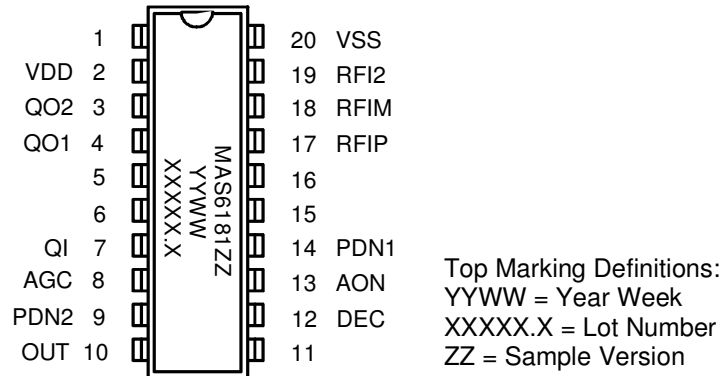 1 20 VSS
VDD 2 19 RFI2
QO2 3 18 RFIM
QO1 4 17 RFIP
5 16
6 15
QI 7 14 PDN1
AGC 8 13 AON
PDN2 9 12 DEC
OUT 10 11
MAS6181ZZ
YYWW
XXXXX.X
Top Marking Definitions:
YYWW = Year Week
XXXXX.X = Lot Number
ZZ = Sample Version